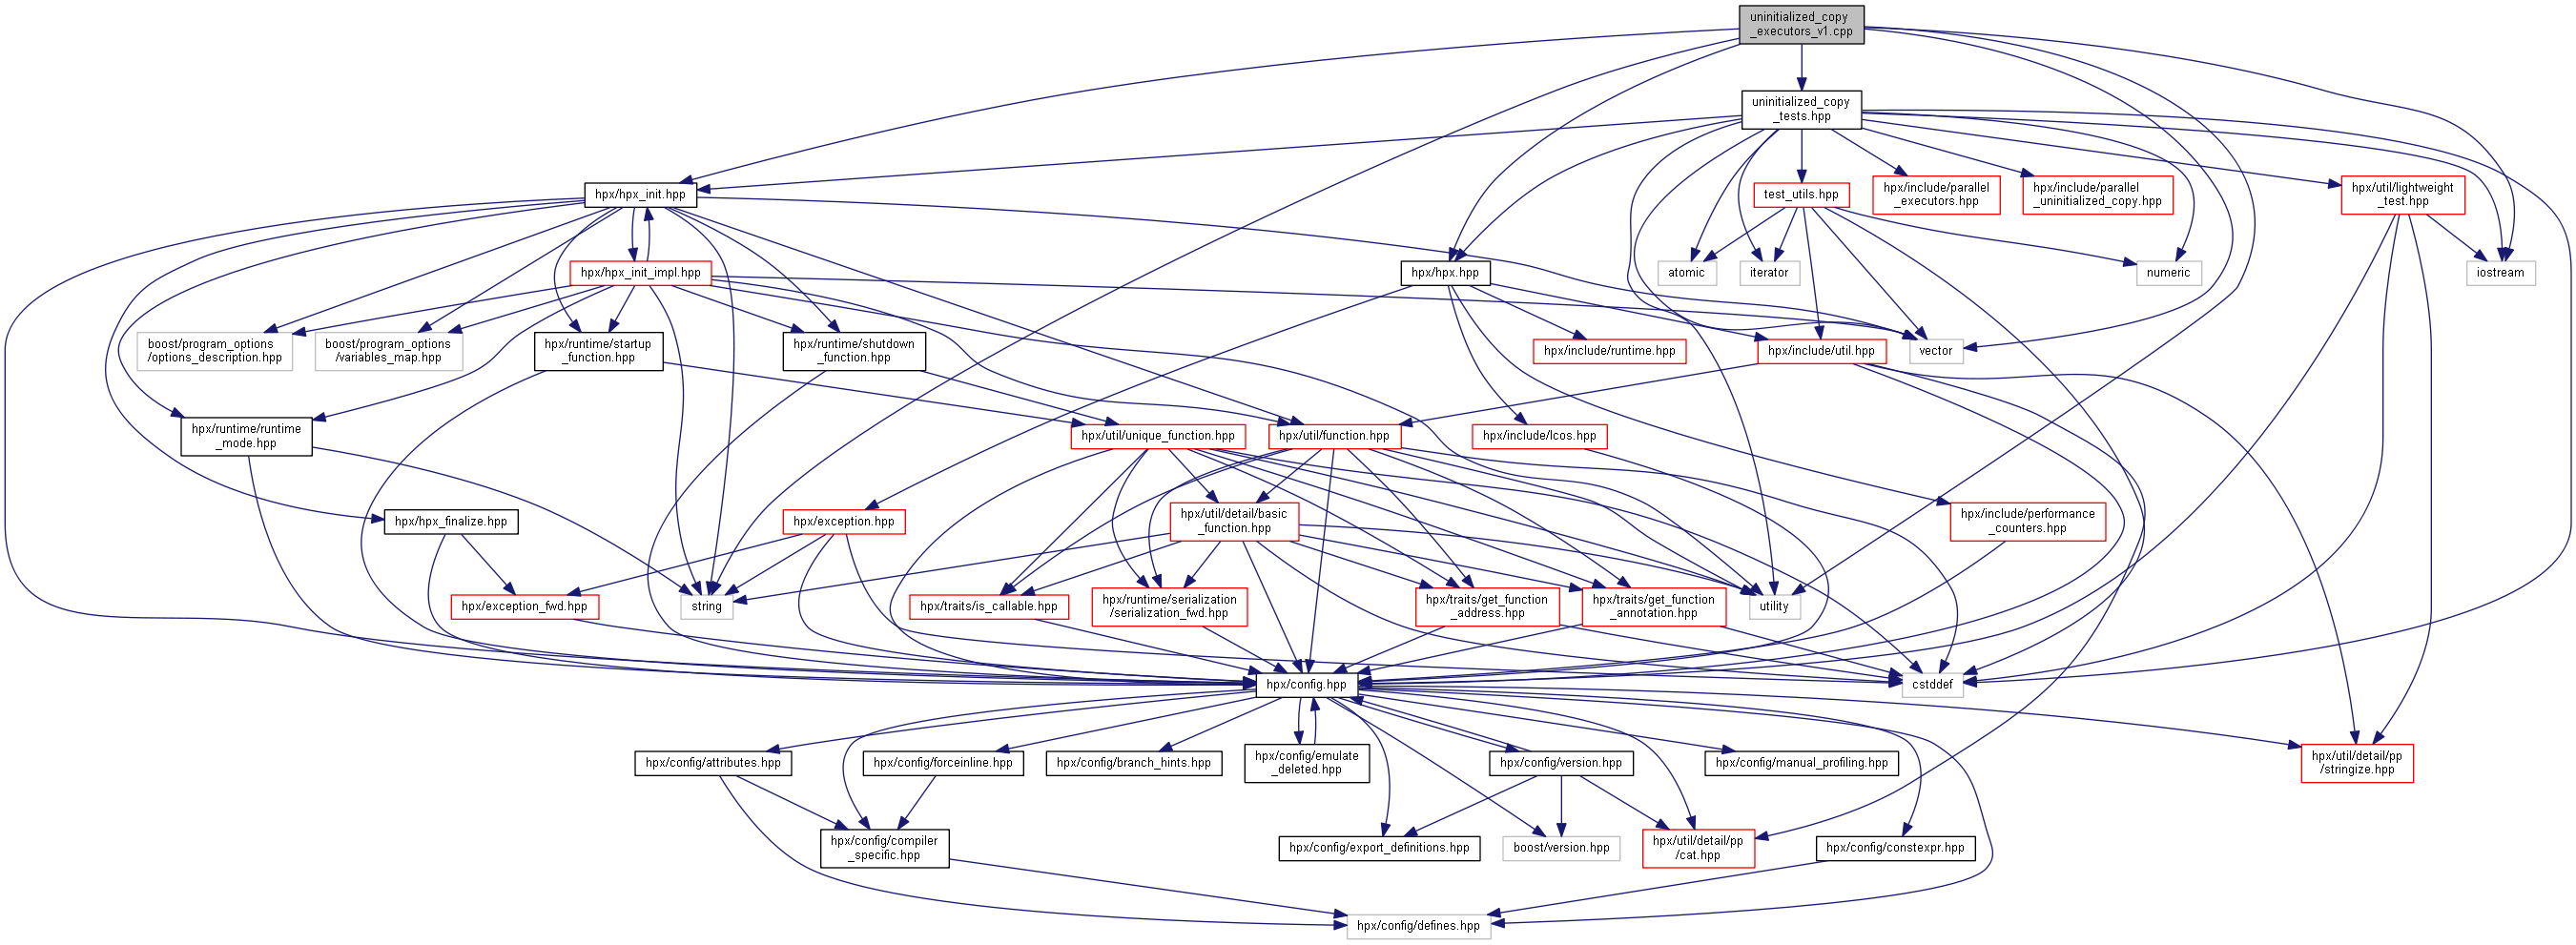 uninitialized_copy
_executors_v1.cpp
uninitialized_copy
_tests.hpp
hpx/hpx_init.hpp
test_utils.hpp
hpx/include/parallel
_executors.hpp
hpx/include/parallel
_uninitialized_copy.hpp
hpx/util/lightweight
_test.hpp
hpx/hpx_init_impl.hpp
hpx/hpx.hpp
atomic
iterator
numeric
iostream
boost/program_options
/options_description.hpp
boost/program_options
/variables_map.hpp
hpx/runtime/startup
_function.hpp
hpx/runtime/shutdown
_function.hpp
hpx/include/runtime.hpp
hpx/include/util.hpp
vector
hpx/runtime/runtime
_mode.hpp
hpx/util/unique_function.hpp
hpx/util/function.hpp
hpx/include/lcos.hpp
hpx/hpx_finalize.hpp
hpx/exception.hpp
hpx/util/detail/basic
_function.hpp
hpx/include/performance
_counters.hpp
hpx/exception_fwd.hpp
string
hpx/traits/is_callable.hpp
hpx/runtime/serialization
/serialization_fwd.hpp
hpx/traits/get_function
_address.hpp
hpx/traits/get_function
_annotation.hpp
utility
hpx/config.hpp
cstddef
hpx/config/attributes.hpp
hpx/config/forceinline.hpp
hpx/config/branch_hints.hpp
hpx/config/emulate
_deleted.hpp
hpx/config/version.hpp
hpx/config/manual_profiling.hpp
hpx/util/detail/pp
/stringize.hpp
hpx/config/compiler
_specific.hpp
hpx/config/export_definitions.hpp
boost/version.hpp
hpx/util/detail/pp
/cat.hpp
hpx/config/constexpr.hpp
hpx/config/defines.hpp